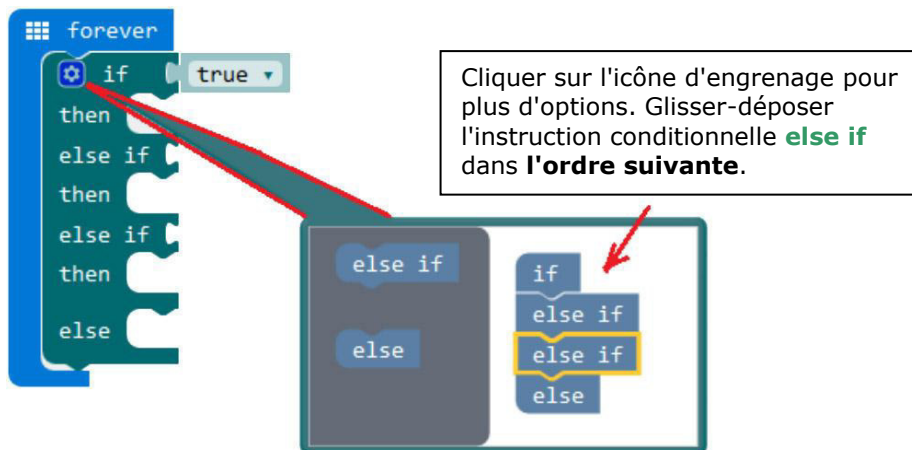 forever
if true
then
else if
then
else if
then
else
Cliquer sur l'icône d'engrenage pour
plus d'options. Glisser-déposer
l'instruction conditionnelle else if
dans l'ordre suivante.
else if
else
if
else if
else if
else